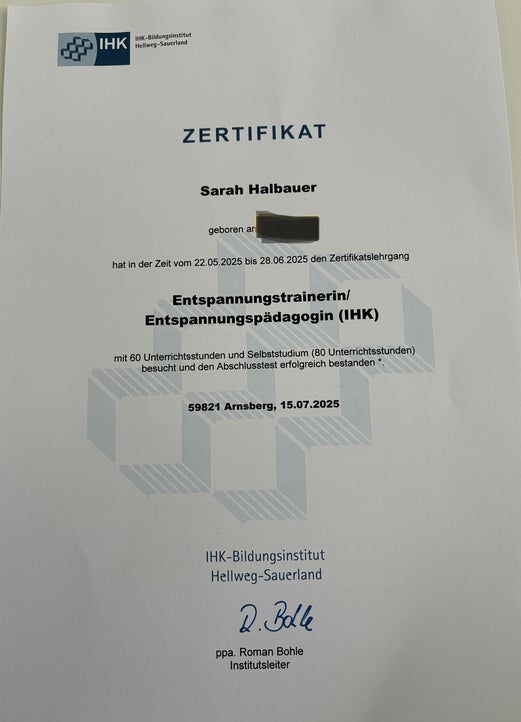 IHK
IHK-Bildungsinstitut
Hellweg-Sauerland
ZERTIFIKAT
Sarah Halbauer
geboren am
hat in der Zeit vom 22.05.2025 bis 28.06.2025 den Zertifikatslehrgang
Entspannungstrainerin/
Entspannungspädagogin (IHK)
mit 60 Unterrichtsstunden und Selbststudium (80 Unterrichtsstunden)
besucht und den Abschlusstest erfolgreich bestanden *.
59821 Arnsberg, 15.07.2025
IHK-Bildungsinstitut
Hellweg-Sauerland
R. Bohle
ppa. Roman Bohle
Institutsleiter